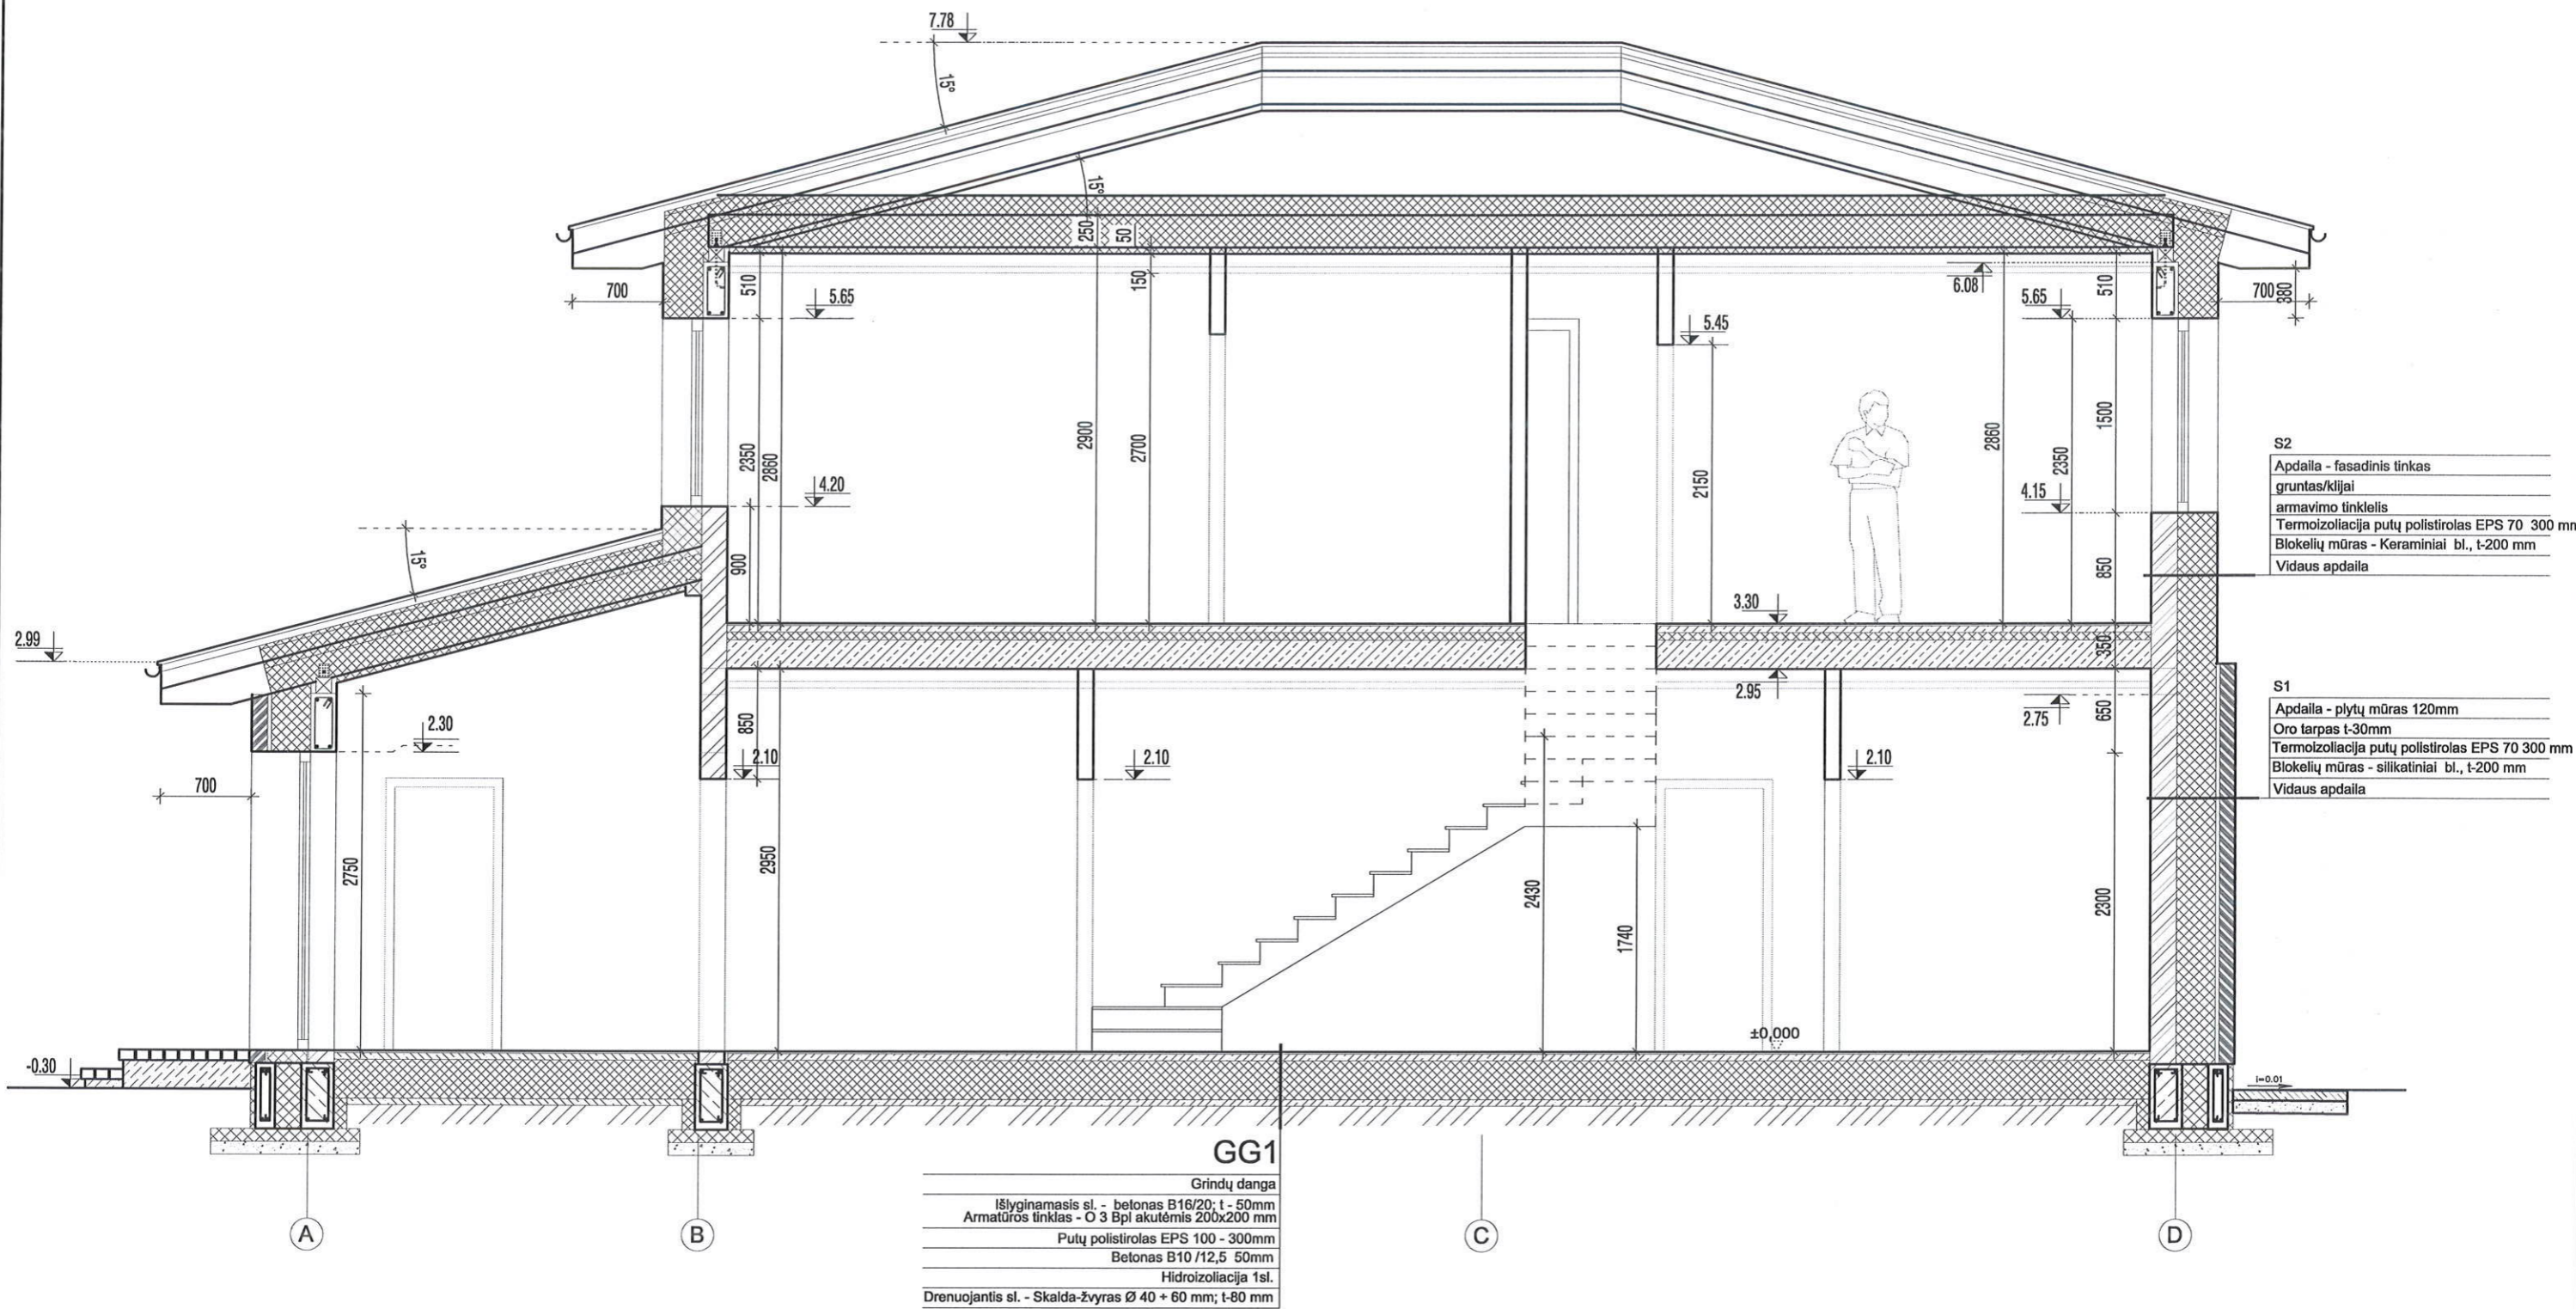 7.78
15°
15°
250
50
700
510
5.65
150
6.08
5.65
510
700
380
5.45
2350
2860
2900
2700
2150
2860
2350
1500
4.20
4.15
900
850
15°
3.30
2.99
350
2.95
2.75
650
2.30
850
2.10
2.10
2.10
700
2750
2950
2430
1740
2300
±0,000
-0.30
i=0.01
S2
Apdaila - fasadinis tinkas
gruntas/klijai
armavimo tinklelis
Termoizoliacija putų polistirolas EPS 70 300 mm
Blokelių mūras - Keraminiai bl., t-200 mm
Vidaus apdaila
S1
Apdaila - plytų mūras 120mm
Oro tarpas t-30mm
Termoizoliacija putų polistirolas EPS 70 300 mm
Blokelių mūras - silikatiniai bl., t-200 mm
Vidaus apdaila
GG1
Grindų danga
Išlyginamasis sl. - betonas B16/20; t - 50mm
Armatūros tinklas - O 3 BpI akutėmis 200x200 mm
Putų polistirolas EPS 100 - 300mm
Betonas B10 /12,5 50mm
Hidroizoliacija 1sl.
Drenuojantis sl. - Skalda-žvyras Ø 40 + 60 mm; t-80 mm
A
B
C
D